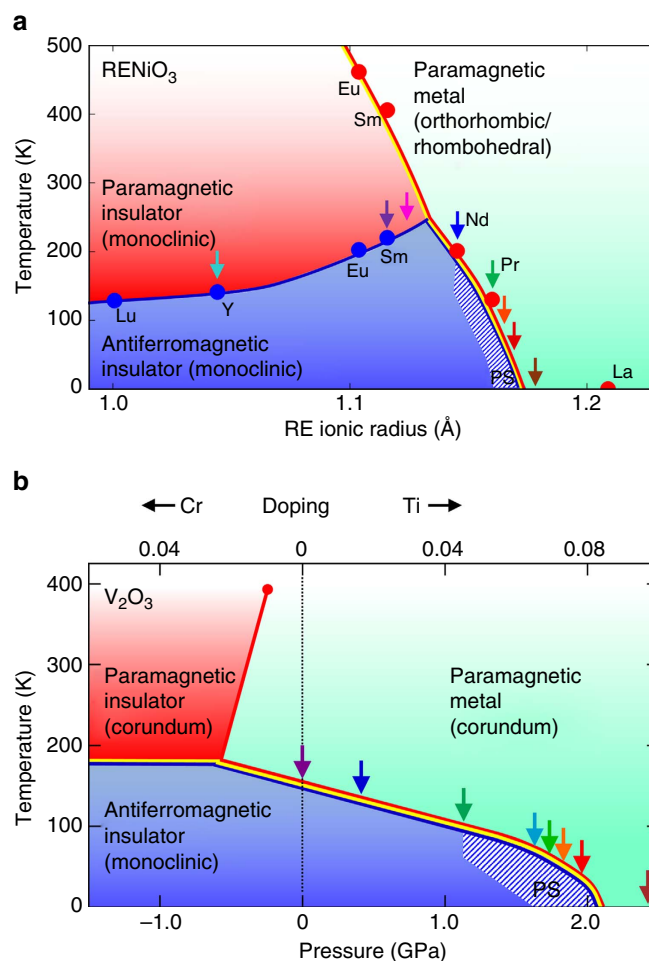 a
500
400
300
200
100
0
Temperature (K)
RENiO₃
Eu
Sm
Paramagnetic
metal
(orthorhombic/
rhombohedral)
Paramagnetic
insulator
(monoclinic)
Nd
Pr
Eu
Sm
Lu
Y
Antiferromagnetic
insulator (monoclinic)
PS
La
1.0
1.1
1.2
RE ionic radius (Å)
b
← Cr
Doping
Ti →
0.04
0
0.04
0.08
400
300
200
100
0
Temperature (K)
V₂O₃
Paramagnetic
insulator
(corundum)
Paramagnetic
metal
(corundum)
Antiferromagnetic
insulator
(monoclinic)
PS
−1.0
0
1.0
2.0
Pressure (GPa)